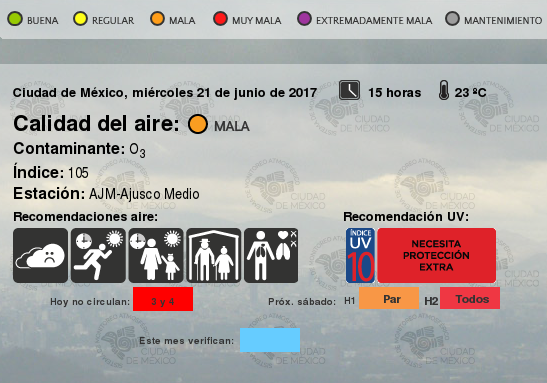 BUENA REGULAR MALA MUY MALA EXTREMADAMENTE MALA MANTENIMIENTO
Ciudad de México, miércoles 21 de junio de 2017 15 horas 23 ºC
Calidad del aire: MALA
Contaminante: O3
Índice: 105
Estación: AJM-Ajusco Medio
Recomendaciones aire: Recomendación UV:
ÍNDICE UV 10 NECESITA PROTECCIÓN EXTRA
Hoy no circulan: 3 y 4 Próx. sábado: H1 Par H2 Todos
Este mes verifican:
CIUDAD DE MÉXICO